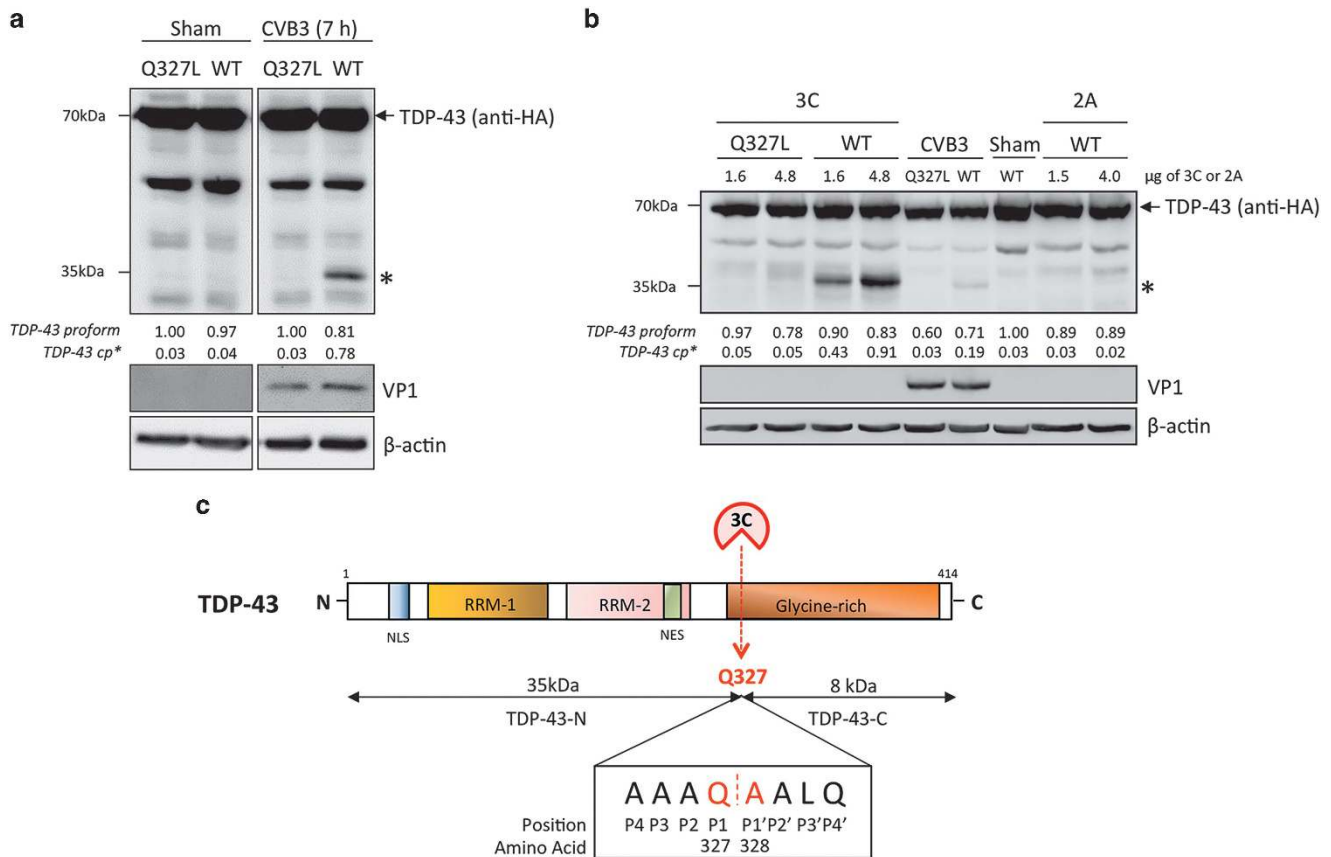 a
Sham CVB3 (7 h)
Q327L WT Q327L WT
70kDa
TDP-43 (anti-HA)
35kDa
*
TDP-43 proform 1.00 0.97 1.00 0.81
TDP-43 cp* 0.03 0.04 0.03 0.78
VP1
β-actin
b
3C 2A
Q327L WT CVB3 Sham WT
1.6 4.8 1.6 4.8 Q327L WT WT 1.5 4.0 µg of 3C or 2A
70kDa
TDP-43 (anti-HA)
35kDa
*
TDP-43 proform 0.97 0.78 0.90 0.83 0.60 0.71 1.00 0.89 0.89
TDP-43 cp* 0.05 0.05 0.43 0.91 0.03 0.19 0.03 0.03 0.02
VP1
β-actin
c
3C
1 414
TDP-43 N RRM-1 RRM-2 Glycine-rich C
NLS NES
Q327
35kDa 8 kDa
TDP-43-N TDP-43-C
A A A Q A A L Q
Position P4 P3 P2 P1 P1' P2' P3' P4'
Amino Acid 327 328